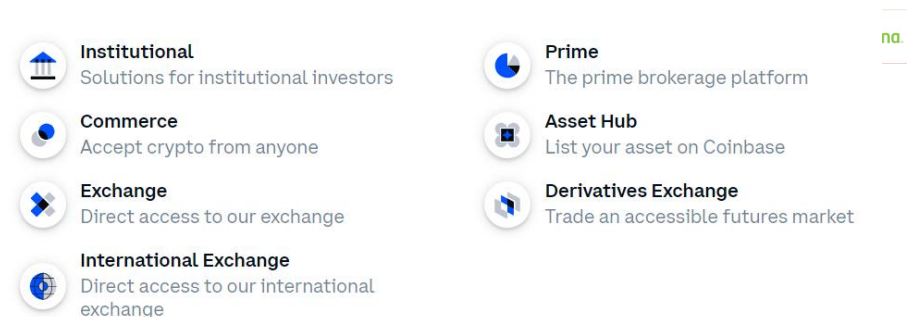 Institutional
Solutions for institutional investors
Commerce
Accept crypto from anyone
Exchange
Direct access to our exchange
International Exchange
Direct access to our international
exchange
Prime
The prime brokerage platform
Asset Hub
List your asset on Coinbase
Derivatives Exchange
Trade an accessible futures market
na.